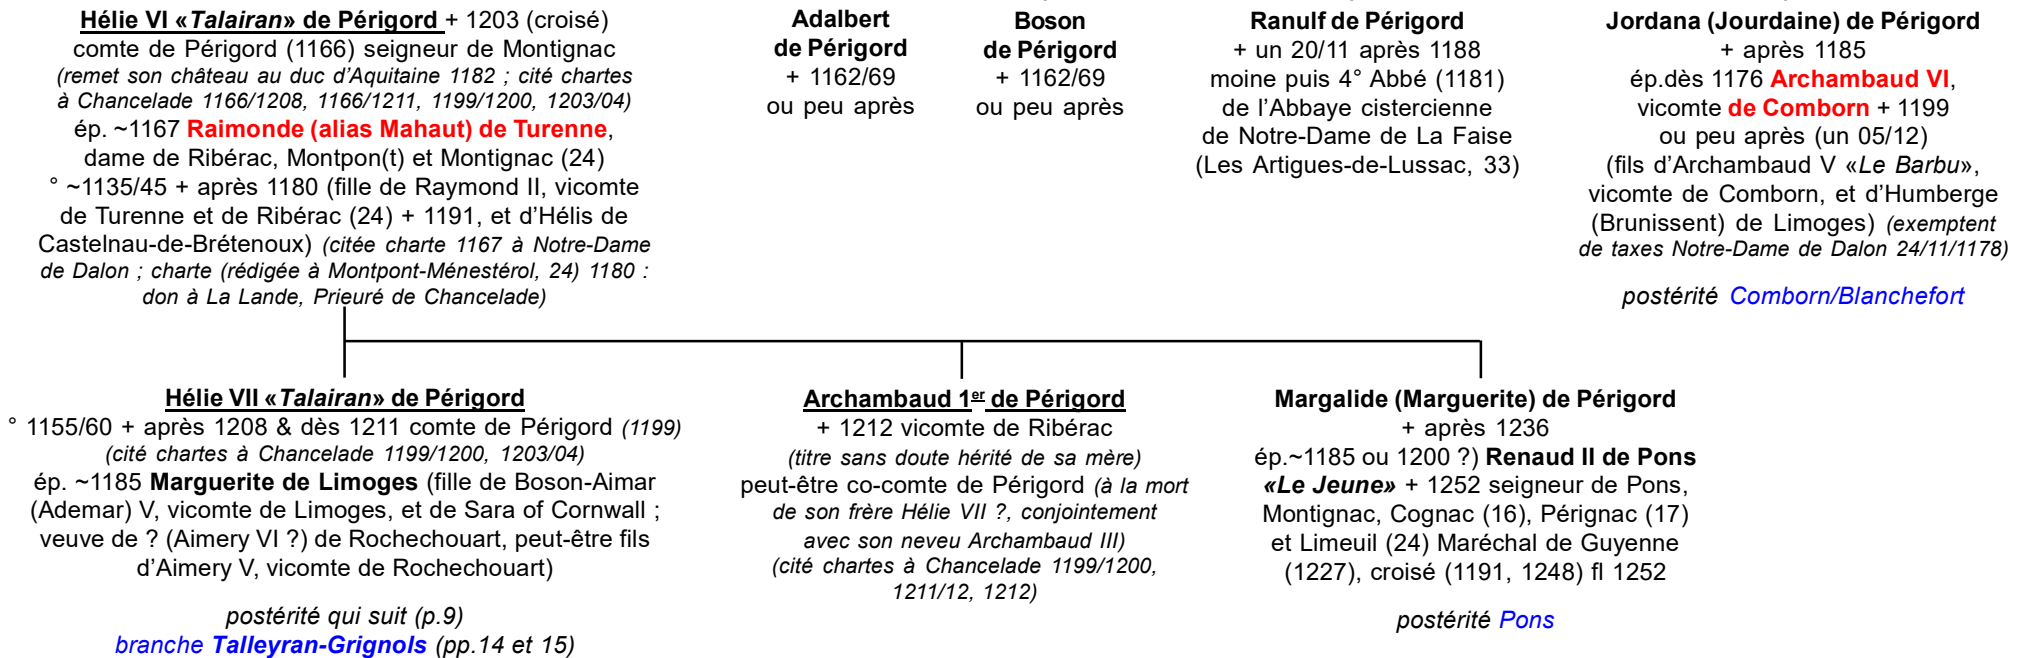 Hélie VI «Talairan» de Périgord + 1203 (croisé)
comte de Périgord (1166) seigneur de Montignac
(remet son château au duc d'Aquitaine 1182 ; cité chartes
à Chancelade 1166/1208, 1166/1211, 1199/1200, 1203/04)
ép. ~1167 Raimonde (alias Mahaut) de Turenne,
dame de Ribérac, Montpon(t) et Montignac (24)
° ~1135/45 + après 1180 (fille de Raymond II, vicomte
de Turenne et de Ribérac (24) + 1191, et d'Hélis de
Castelnau-de-Brétenoux) (citée charte 1167 à Notre-Dame
de Dalon ; charte (rédigée à Montpont-Ménestérol, 24) 1180 :
don à La Lande, Prieuré de Chancelade)
Adalbert
de Périgord
+ 1162/69
ou peu après
Boson
de Périgord
+ 1162/69
ou peu après
Ranulf de Périgord
+ un 20/11 après 1188
moine puis 4° Abbé (1181)
de l'Abbaye cistercienne
de Notre-Dame de La Faise
(Les Artigues-de-Lussac, 33)
Jordana (Jourdaine) de Périgord
+ après 1185
ép.dès 1176 Archambaud VI,
vicomte de Comborn + 1199
ou peu après (un 05/12)
(fils d'Archambaud V «Le Barbu»,
vicomte de Comborn, et d'Humberge
(Brunissent) de Limoges) (exemptent
de taxes Notre-Dame de Dalon 24/11/1178)
postérité Comborn/Blanchefort
Hélie VII «Talairan» de Périgord
° 1155/60 + après 1208 & dès 1211 comte de Périgord (1199)
(cité chartes à Chancelade 1199/1200, 1203/04)
ép. ~1185 Marguerite de Limoges (fille de Boson-Aimar
(Ademar) V, vicomte de Limoges, et de Sara of Cornwall ;
veuve de ? (Aimery VI ?) de Rochechouart, peut-être fils
d'Aimery V, vicomte de Rochechouart)
postérité qui suit (p.9)
branche Talleyran-Grignols (pp.14 et 15)
Archambaud 1er de Périgord
+ 1212 vicomte de Ribérac
(titre sans doute hérité de sa mère)
peut-être co-comte de Périgord (à la mort
de son frère Hélie VII ?, conjointement
avec son neveu Archambaud III)
(cité chartes à Chancelade 1199/1200,
1211/12, 1212)
Margalide (Marguerite) de Périgord
+ après 1236
ép.~1185 ou 1200 ?) Renaud II de Pons
«Le Jeune» + 1252 seigneur de Pons,
Montignac, Cognac (16), Pérignac (17)
et Limeuil (24) Maréchal de Guyenne
(1227), croisé (1191, 1248) fl 1252
postérité Pons